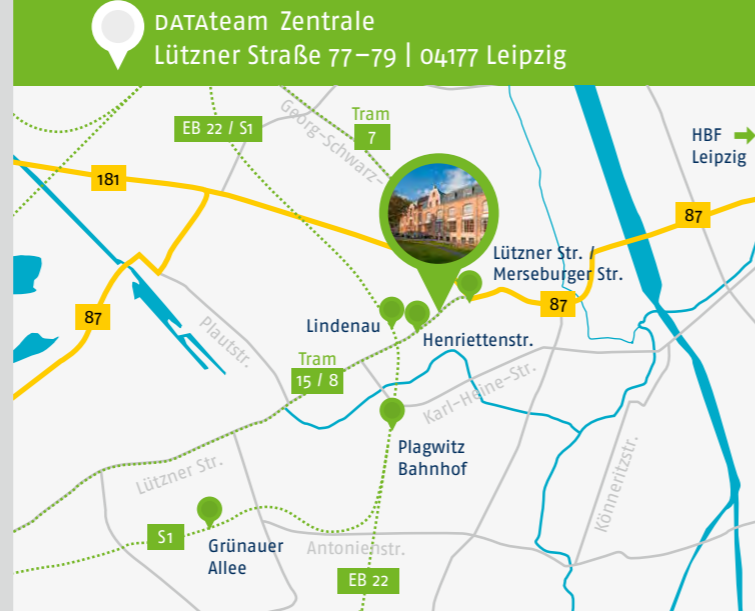 DATAteam Zentrale
Lützner Straße 77–79 | 04177 Leipzig
Georg-Schwarz-
Tram
7
EB 22 / S1
HBF
Leipzig
181
87
Lützner Str. /
Merseburger Str.
87
87
Lindenau
Henriettenstr.
Plautstr.
Tram
15 / 8
Karl-Heine-Str.
Plagwitz
Bahnhof
Lützner Str.
Könneritzstr.
S1
Grünauer
Allee
Antonienstr.
EB 22